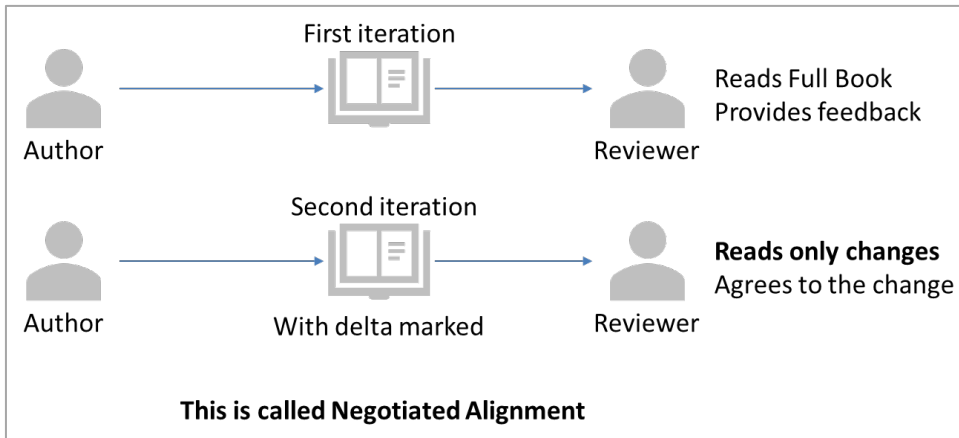 First iteration
Author
Reviewer
Reads Full Book
Provides feedback
Second iteration
Author
With delta marked
Reviewer
Reads only changes
Agrees to the change
This is called Negotiated Alignment